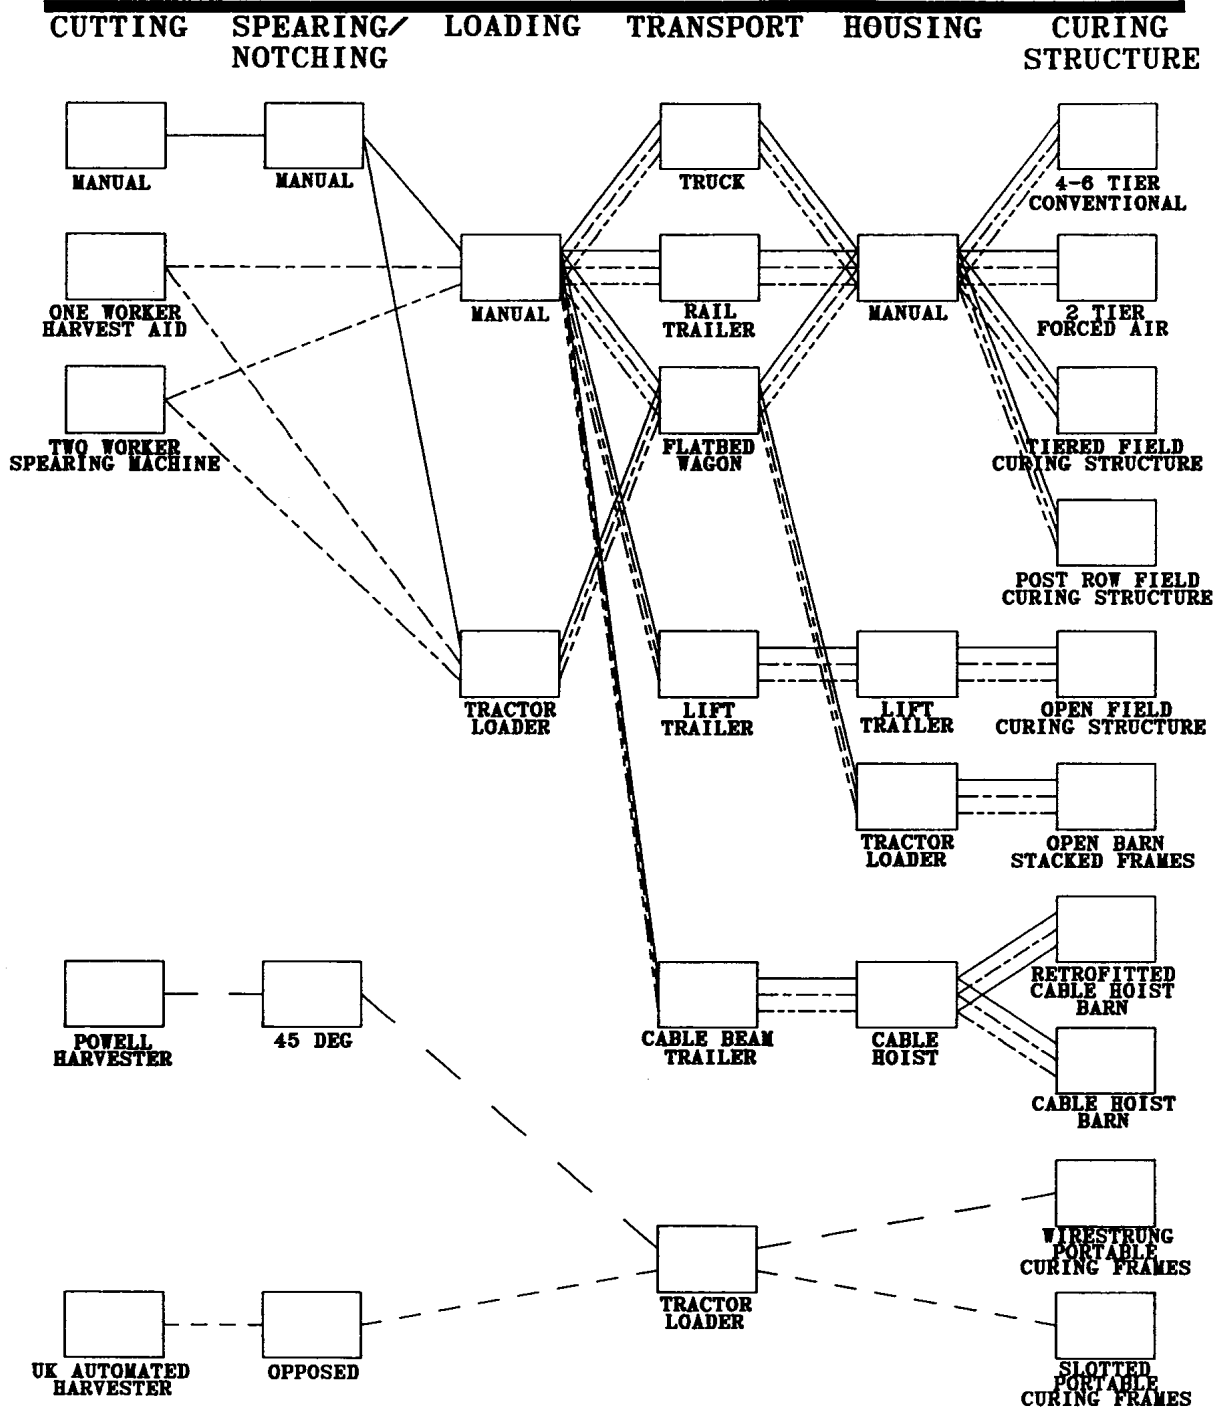 CUTTING
SPEARING/
NOTCHING
LOADING
TRANSPORT
HOUSING
CURING
STRUCTURE
MANUAL
MANUAL
TRUCK
4-6 TIER
CONVENTIONAL
ONE WORKER
HARVEST AID
MANUAL
RAIL
TRAILER
MANUAL
2 TIER
FORCED AIR
TWO WORKER
SPEARING MACHINE
FLATBED
WAGON
TIERED FIELD
CURING STRUCTURE
POST ROW FIELD
CURING STRUCTURE
TRACTOR
LOADER
LIFT
TRAILER
LIFT
TRAILER
OPEN FIELD
CURING STRUCTURE
TRACTOR
LOADER
OPEN BARN
STACKED FRAMES
POWELL
HARVESTER
45 DEG
CABLE BEAM
TRAILER
CABLE
HOIST
RETROFITTED
CABLE HOIST
BARN
CABLE HOIST
BARN
WIRESTRUNG
PORTABLE
CURING FRAMES
TRACTOR
LOADER
UK AUTOMATED
HARVESTER
OPPOSED
SLOTTED
PORTABLE
CURING FRAMES